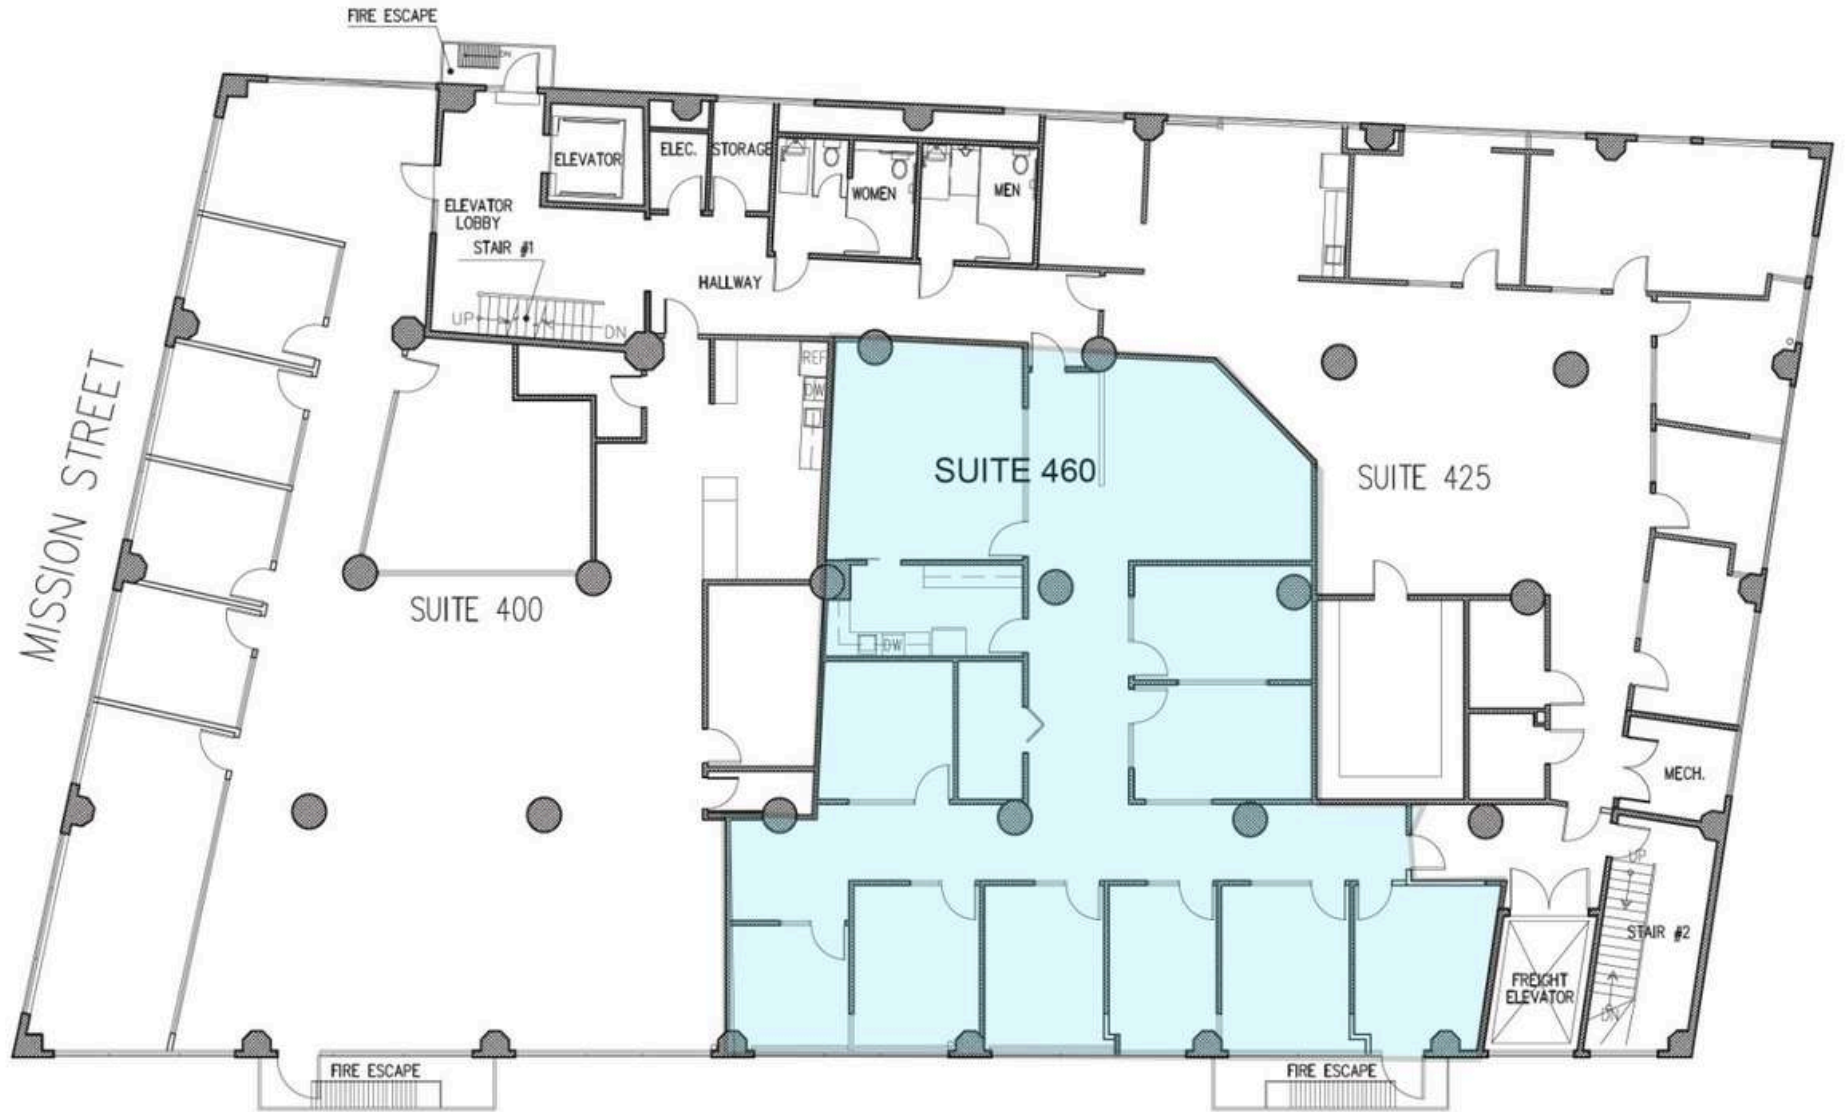 FIRE ESCAPE
DN
ELEVATOR
ELEC.
STORAGE
WOMEN
MEN
ELEVATOR
LOBBY
STAIR #1
HALLWAY
UP
DN
REF
DW
MISSION STREET
SUITE 460
SUITE 425
SUITE 400
DW
MECH.
UP
STAIR #2
FREIGHT
ELEVATOR
DN
FIRE ESCAPE
FIRE ESCAPE